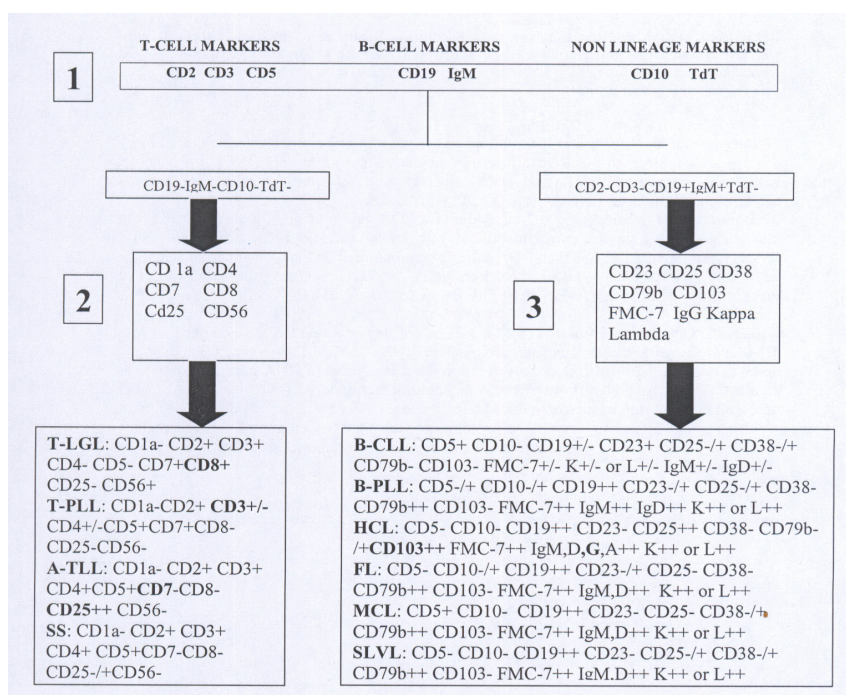 T-CELL MARKERS B-CELL MARKERS NON LINEAGE MARKERS
1 CD2 CD3 CD5 CD19 IgM CD10 TdT
CD19-IgM-CD10-TdT- CD2-CD3-CD19+IgM+TdT-
2
CD 1a CD4
CD7 CD8
Cd25 CD56
3
CD23 CD25 CD38
CD79b CD103
FMC-7 IgG Kappa
Lambda
T-LGL: CD1a- CD2+ CD3+
CD4- CD5- CD7+CD8+
CD25- CD56+
T-PLL: CD1a-CD2+ CD3+/-
CD4+/-CD5+CD7+CD8-
CD25-CD56-
A-TLL: CD1a- CD2+ CD3+
CD4+CD5+CD7-CD8-
CD25++ CD56-
SS: CD1a- CD2+ CD3+
CD4+ CD5+CD7-CD8-
CD25-/+CD56-
B-CLL: CD5+ CD10- CD19+/- CD23+ CD25-/+ CD38-/+
CD79b- CD103- FMC-7+/- K+/- or L+/- IgM+/- IgD+/-
B-PLL: CD5-/+ CD10-/+ CD19++ CD23-/+ CD25-/+ CD38-
CD79b++ CD103- FMC-7++ IgM++ IgD++ K++ or L++
HCL: CD5- CD10- CD19++ CD23- CD25++ CD38- CD79b-
/+CD103++ FMC-7++ IgM,D,G,A++ K++ or L++
FL: CD5- CD10-/+ CD19++ CD23-/+ CD25- CD38-
CD79b++ CD103- FMC-7++ IgM,D++ K++ or L++
MCL: CD5+ CD10- CD19++ CD23- CD25- CD38-/+
CD79b++ CD103- FMC-7++ IgM,D++ K++ or L++
SLVL: CD5- CD10- CD19++ CD23- CD25-/+ CD38-/+
CD79b++ CD103- FMC-7++ IgM.D++ K++ or L++